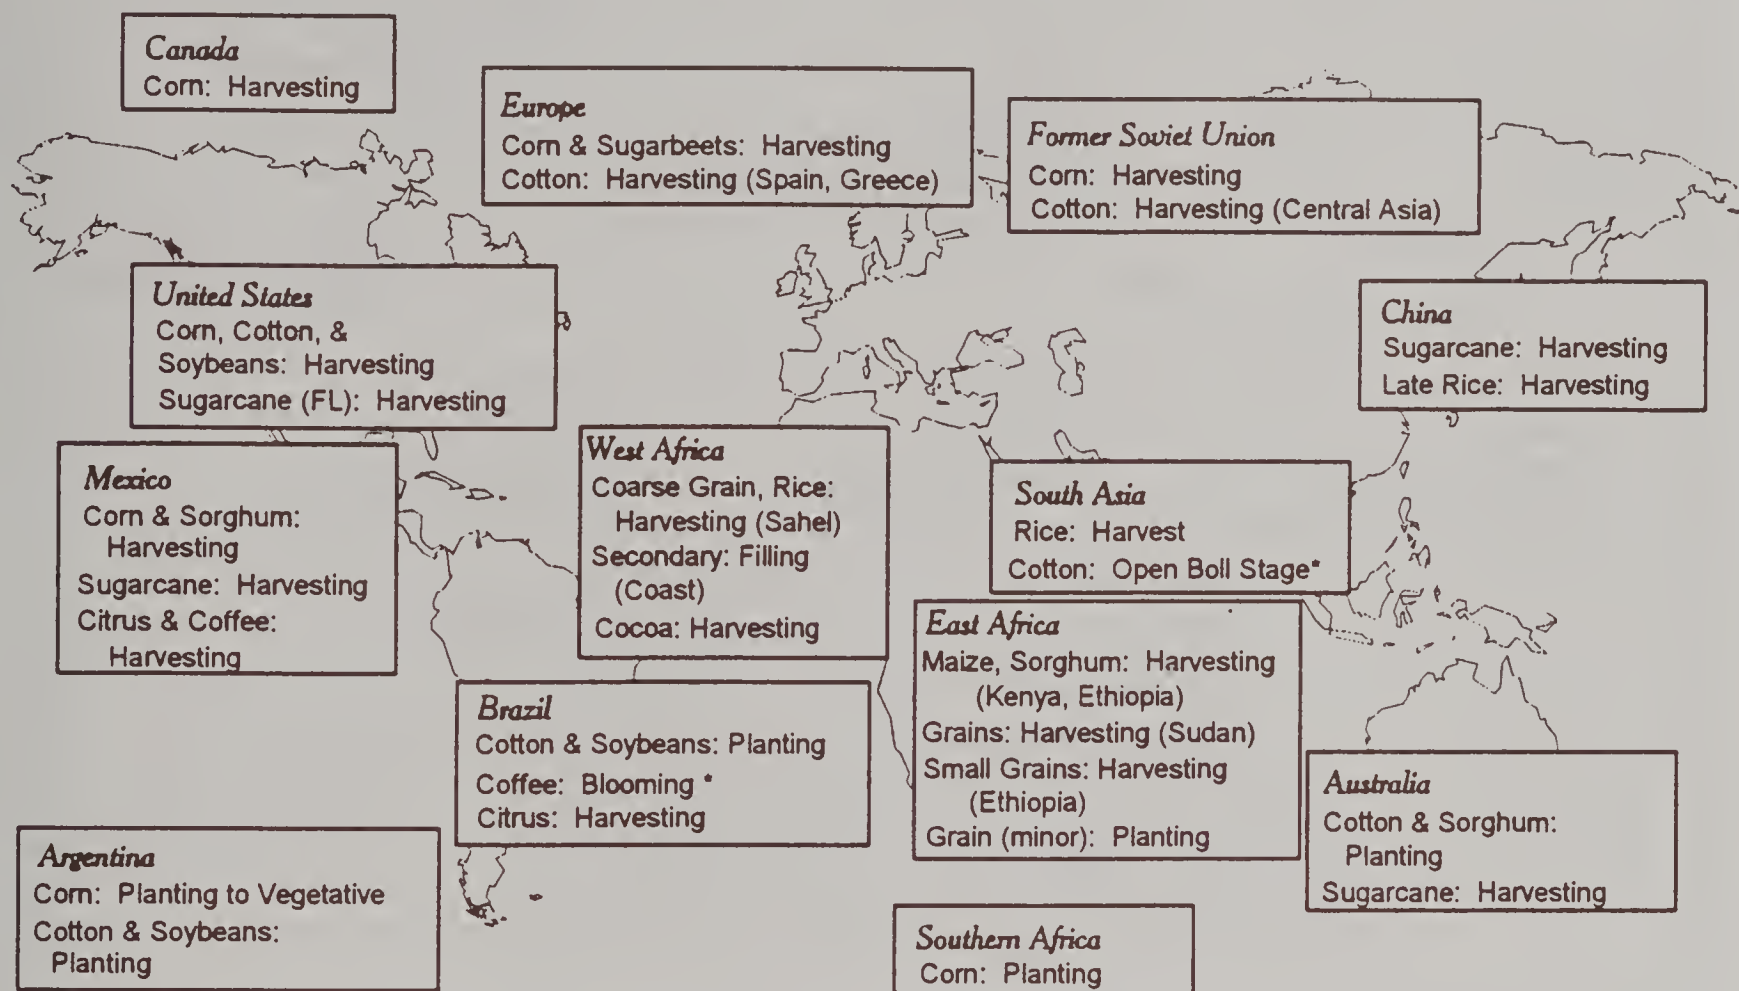 Canada
Corn: Harvesting
Europe
Corn & Sugarbeets: Harvesting
Cotton: Harvesting (Spain, Greece)
Former Soviet Union
Corn: Harvesting
Cotton: Harvesting (Central Asia)
United States
Corn, Cotton, &
Soybeans: Harvesting
Sugarcane (FL): Harvesting
China
Sugarcane: Harvesting
Late Rice: Harvesting
Mexico
Corn & Sorghum:
Harvesting
Sugarcane: Harvesting
Citrus & Coffee:
Harvesting
West Africa
Coarse Grain, Rice:
Harvesting (Sahel)
Secondary: Filling
(Coast)
Cocoa: Harvesting
South Asia
Rice: Harvest
Cotton: Open Boll Stage*
East Africa
Maize, Sorghum: Harvesting
(Kenya, Ethiopia)
Grains: Harvesting (Sudan)
Small Grains: Harvesting
(Ethiopia)
Grain (minor): Planting
Brazil
Cotton & Soybeans: Planting
Coffee: Blooming *
Citrus: Harvesting
Australia
Cotton & Sorghum:
Planting
Sugarcane: Harvesting
Argentina
Corn: Planting to Vegetative
Cotton & Soybeans:
Planting
Southern Africa
Corn: Planting